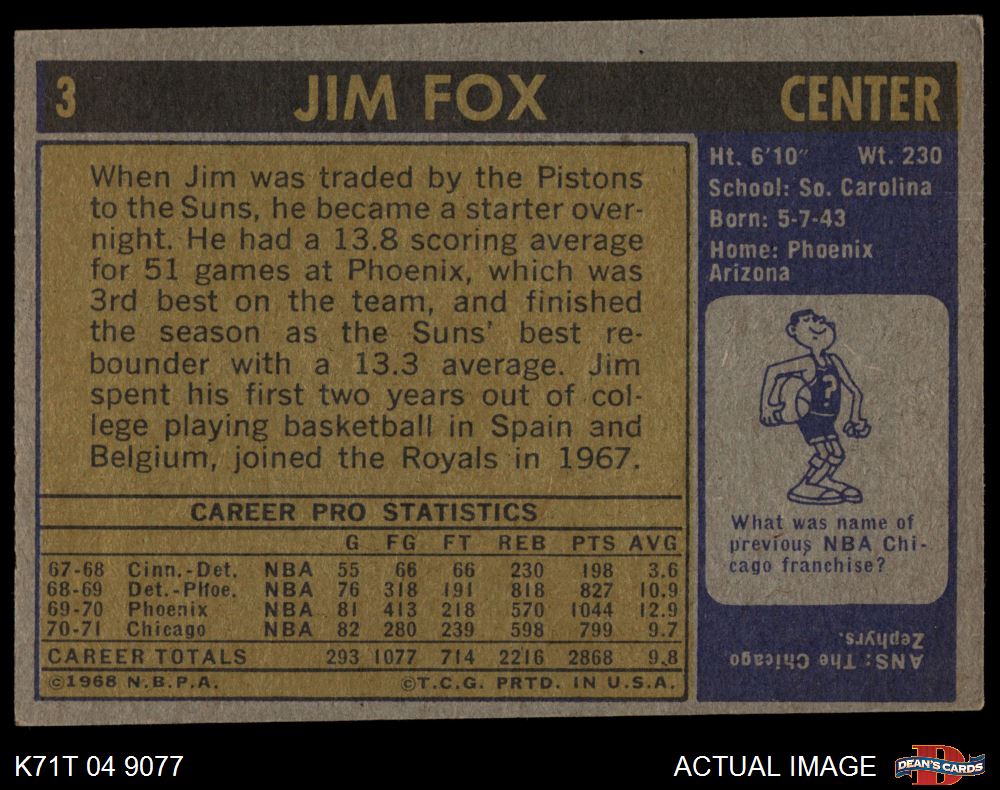 3 JIM FOX CENTER
When Jim was traded by the Pistons
to the Suns, he became a starter over-
night. He had a 13.8 scoring average
for 51 games at Phoenix, which was
3rd best on the team, and finished
the season as the Suns' best re-
bounder with a 13.3 average. Jim
spent his first two years out of col-
lege playing basketball in Spain and
Belgium, joined the Royals in 1967.
CAREER PRO STATISTICS
G FG FT REB PTS AVG
67-68 Cinn.-Det. NBA 55 66 66 230 198 3.6
68-69 Det.-Phoe. NBA 76 318 191 818 827 10.9
69-70 Phoenix NBA 81 413 218 570 1044 12.9
70-71 Chicago NBA 82 280 239 598 799 9.7
CAREER TOTALS 293 1077 714 2216 2868 9.8
©1968 N.B.P.A. ©T.C.G. PRTD. IN U.S.A.
Ht. 6'10" Wt. 230
School: So. Carolina
Born: 5-7-43
Home: Phoenix
Arizona
?
What was name of
previous NBA Chi-
cago franchise?
ANS: The Chicago
Zephyrs.
K71T 04 9077
ACTUAL IMAGE
D
DEAN'S CARDS